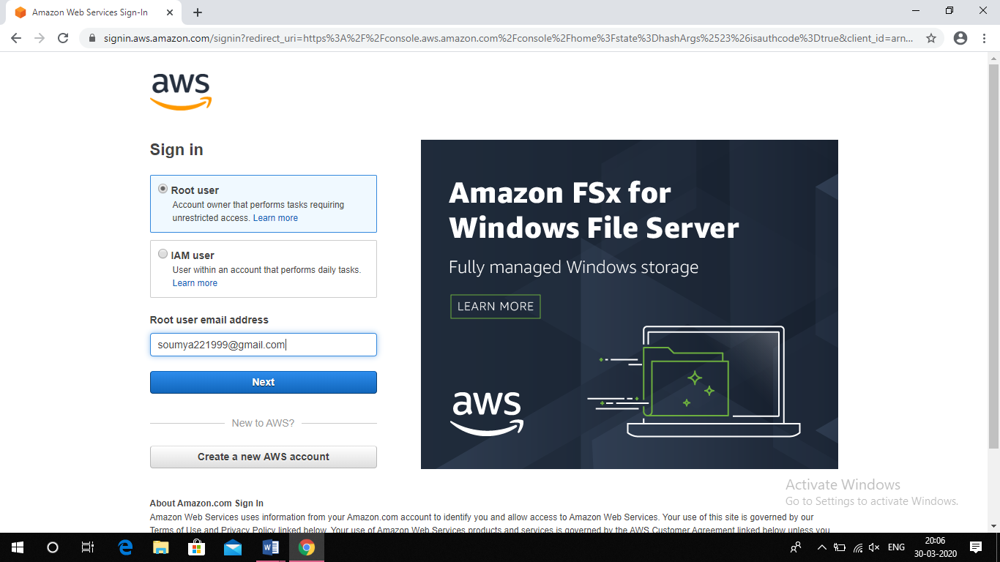 Amazon Web Services Sign-In
signin.aws.amazon.com/signin?redirect_uri=https%3A%2F%2Fconsole.aws.amazon.com%2Fconsole%2Fhome%3Fstate%3DhashArgs%2523%26isauthcode%3Dtrue&client_id=arn...
aws
Sign in
Root user
Account owner that performs tasks requiring
unrestricted access. Learn more
IAM user
User within an account that performs daily tasks.
Learn more
Root user email address
soumya221999@gmail.com
Next
New to AWS?
Create a new AWS account
Amazon FSx for
Windows File Server
Fully managed Windows storage
LEARN MORE
aws
Activate Windows
Go to Settings to activate Windows.
About Amazon.com Sign In
Amazon Web Services uses information from your Amazon.com account to identify you and allow access to Amazon Web Services. Your use of this site is governed by our
Terms of Use and Privacy Policy linked below. Your use of Amazon Web Services products and services is governed by the AWS Customer Agreement linked below unless you
ENG
20:06
30-03-2020